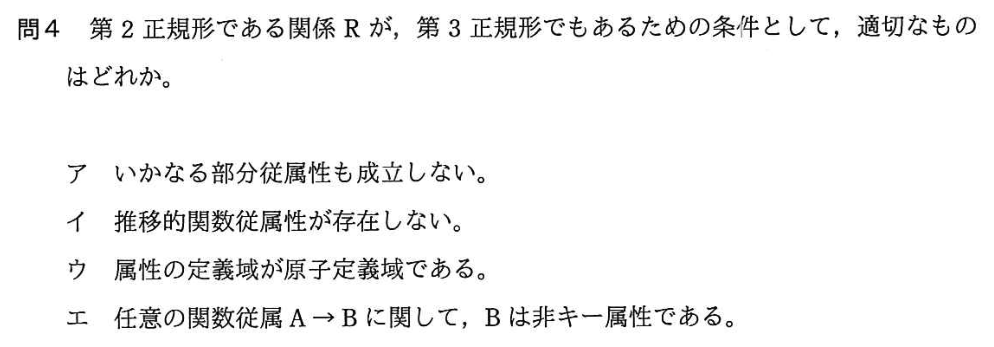 問4 第2正規形である関係Rが，第3正規形でもあるための条件として，適切なもの
はどれか。
ア いかなる部分従属性も成立しない。
イ 推移的関数従属性が存在しない。
ウ 属性の定義域が原子定義域である。
エ 任意の関数従属A→Bに関して，Bは非キー属性である。